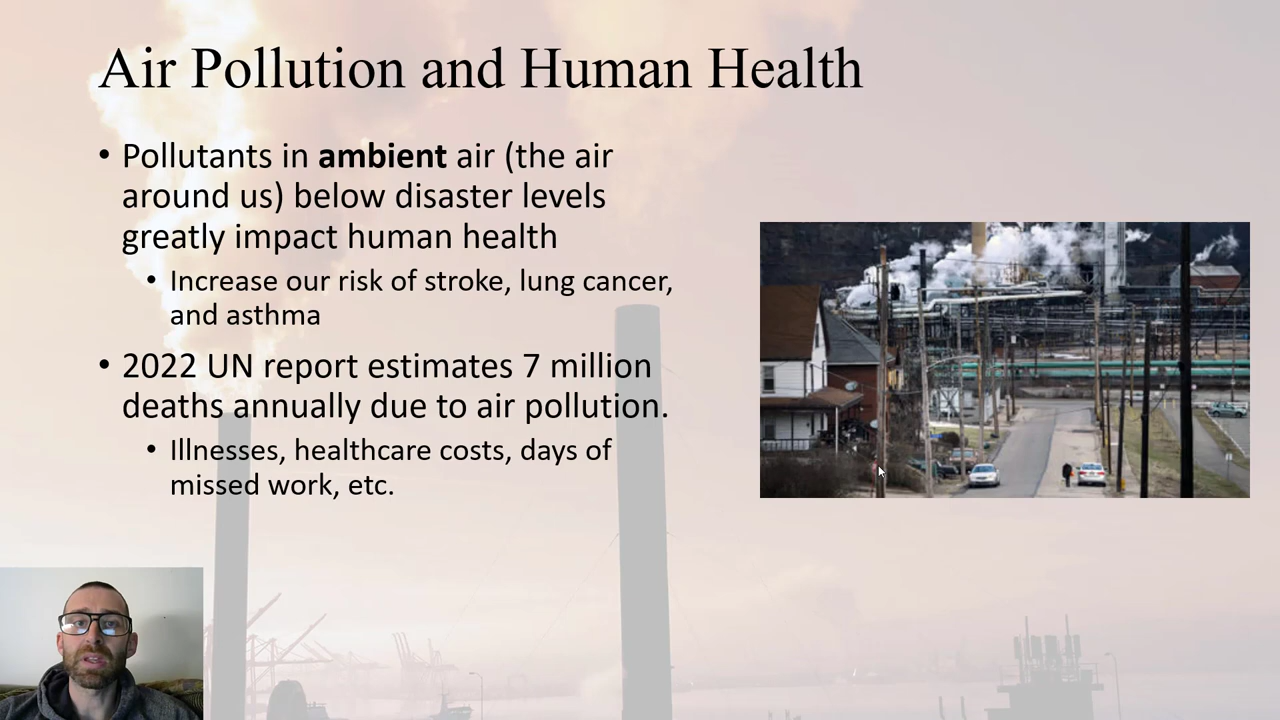 Air Pollution and Human Health
• Pollutants in ambient air (the air
around us) below disaster levels
greatly impact human health
• Increase our risk of stroke, lung cancer,
and asthma
• 2022 UN report estimates 7 million
deaths annually due to air pollution.
• Illnesses, healthcare costs, days of
missed work, etc.